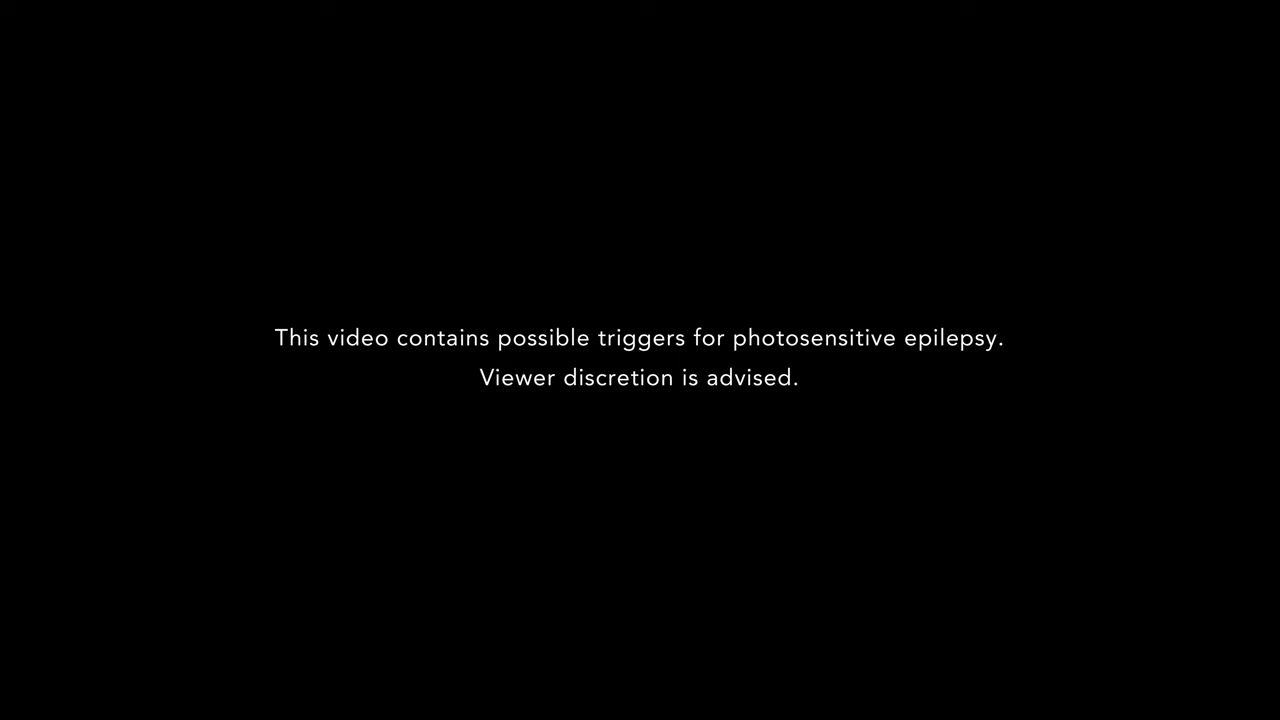 This video contains possible triggers for photosensitive epilepsy.
Viewer discretion is advised.